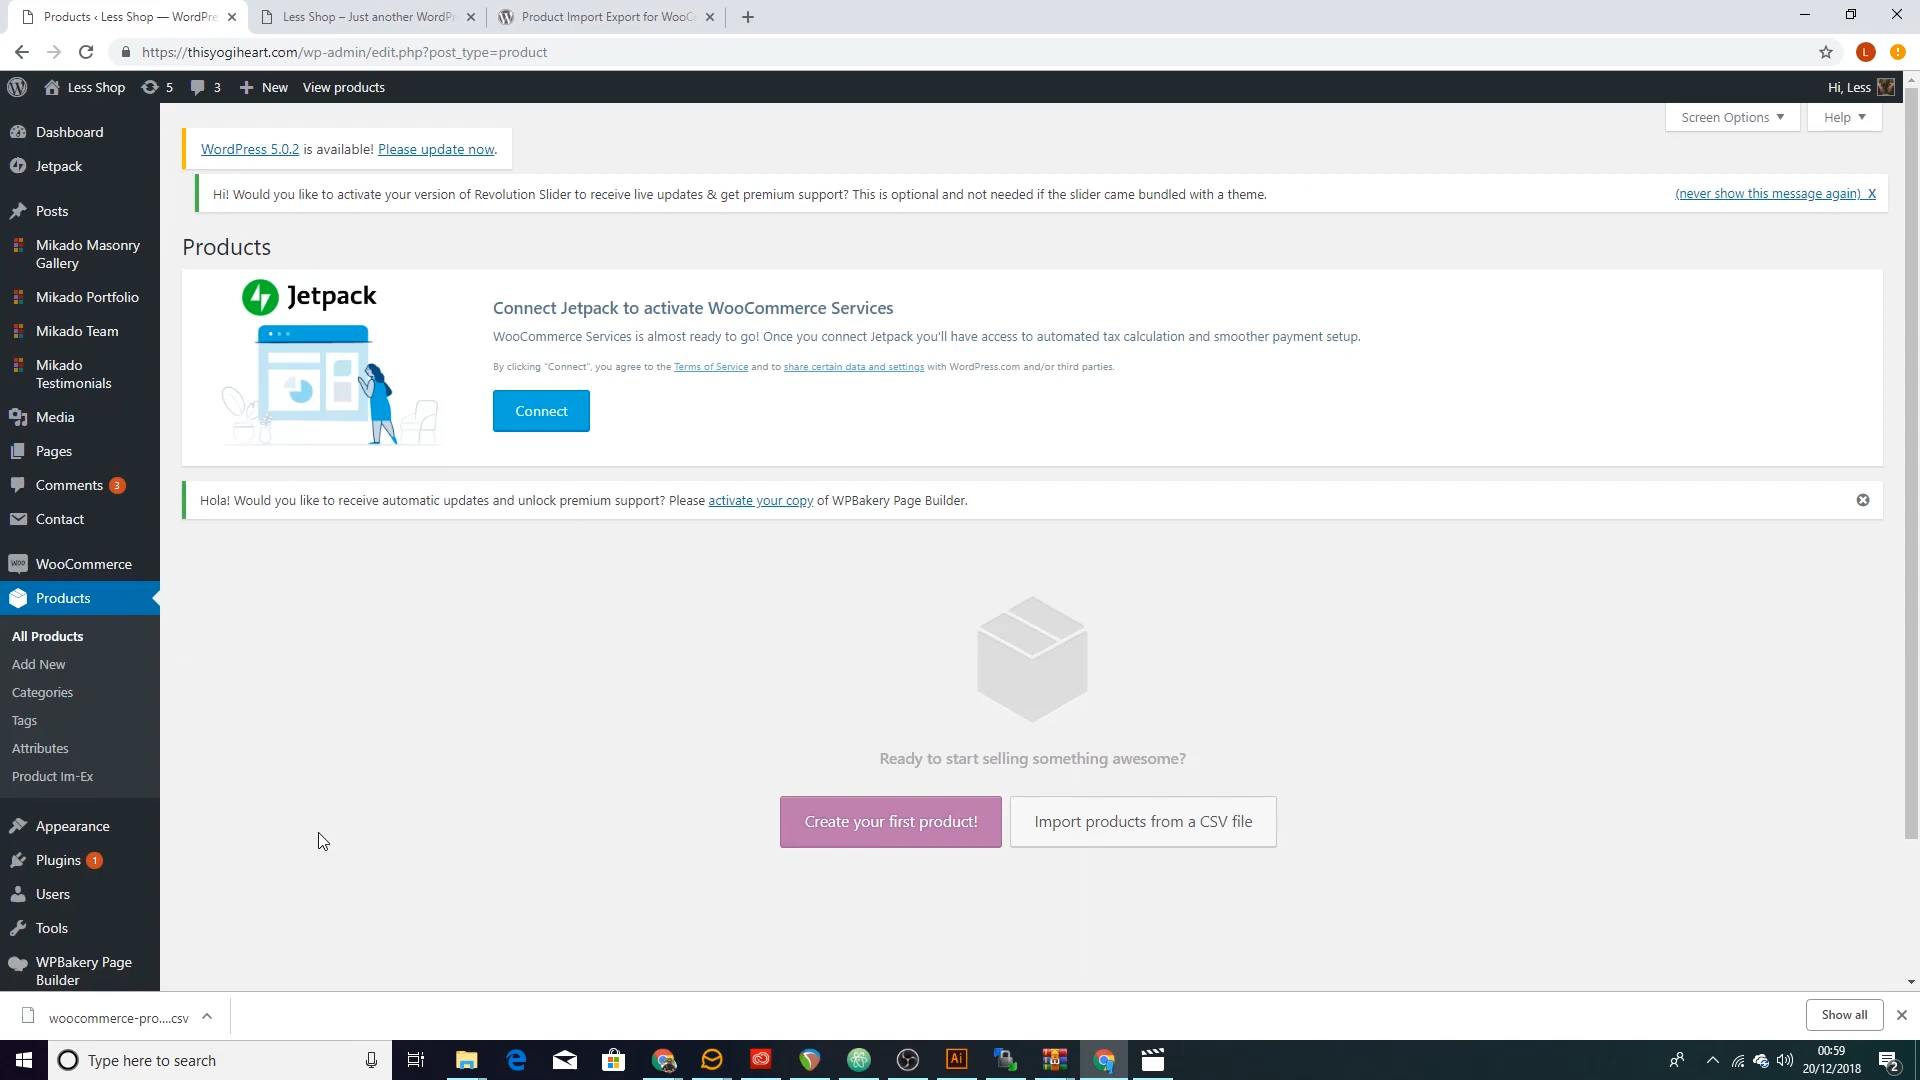 Products ‹ Less Shop — WordPre
Less Shop – Just another WordPr
Product Import Export for WooC
https://thisyogiheart.com/wp-admin/edit.php?post_type=product
L
Less Shop
5
3
New
View products
Hi, Less
Screen Options
Help
Dashboard
Jetpack
Posts
Mikado Masonry
Gallery
Mikado Portfolio
Mikado Team
Mikado
Testimonials
Media
Pages
Comments 3
Contact
WooCommerce
Products
All Products
Add New
Categories
Tags
Attributes
Product Im-Ex
Appearance
Plugins 1
Users
Tools
WPBakery Page
Builder
WordPress 5.0.2 is available! Please update now.
Hi! Would you like to activate your version of Revolution Slider to receive live updates & get premium support? This is optional and not needed if the slider came bundled with a theme.
(never show this message again) X
Products
Jetpack
Connect Jetpack to activate WooCommerce Services
WooCommerce Services is almost ready to go! Once you connect Jetpack you'll have access to automated tax calculation and smoother payment setup.
By clicking "Connect", you agree to the Terms of Service and to share certain data and settings with WordPress.com and/or third parties.
Connect
Hola! Would you like to receive automatic updates and unlock premium support? Please activate your copy of WPBakery Page Builder.
Ready to start selling something awesome?
Create your first product!
Import products from a CSV file
woocommerce-pro....csv
Show all
Type here to search
Ai
00:59
20/12/2018
2